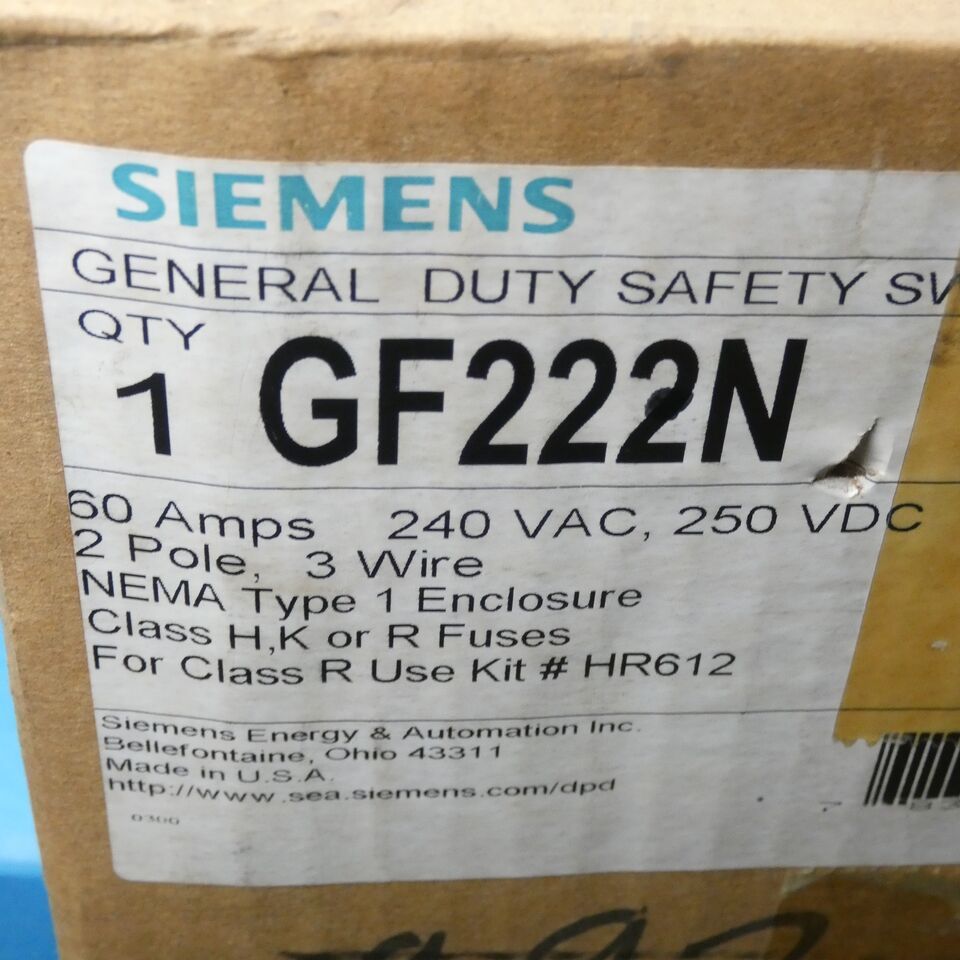 SIEMENS
GENERAL DUTY SAFETY
QTY
1 GF222N
60 Amps 240 VAC, 250 VDC
2 Pole, 3 Wire
NEMA Type 1 Enclosure
Class H,K or R Fuses
For Class R Use Kit # HR612
Siemens Energy & Automation Inc.
Bellefontaine, Ohio 43311
Made in U.S.A.
http://www.sea.siemens.com/dpd
0300